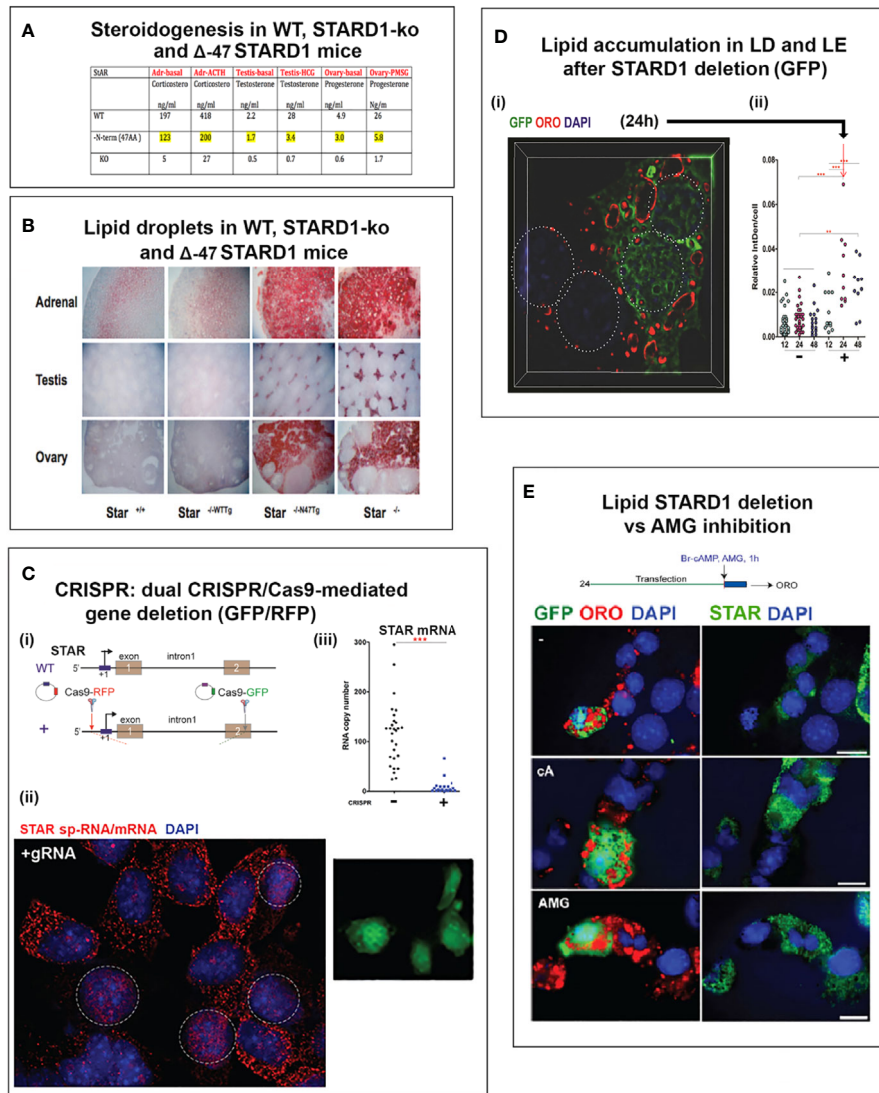 A
Steroidogenesis in WT, STARD1-ko
and Δ-47 STARD1 mice
StAR Adr-basal Adr-ACTH Testis-basal Testis-HCG Ovary-basal Ovary-PMSG
Corticostero Corticostero Testosterone Testosterone Progesterone Progesterone
ng/ml ng/ml ng/ml ng/ml ng/ml Ng/m
WT 197 418 2.2 28 4.9 26
-N-term (47AA) 123 200 1.7 3.4 3.0 5.8
KO 5 27 0.5 0.7 0.6 1.7
B
Lipid droplets in WT, STARD1-ko
and Δ-47 STARD1 mice
Adrenal
Testis
Ovary
Star +/+ Star -/-WTTg Star -/-N47Tg Star -/-
C
CRISPR: dual CRISPR/Cas9-mediated
gene deletion (GFP/RFP)
(i)
STAR
WT 5' +1 exon 1 intron1 2
Cas9-RFP Cas9-GFP
+ 5' +1 exon 1 intron1 2
(iii)
STAR mRNA
***
RNA copy number
300
200
100
0
CRISPR - +
(ii)
STAR sp-RNA/mRNA DAPI
+gRNA
D
Lipid accumulation in LD and LE
after STARD1 deletion (GFP)
(i) (ii)
GFP ORO DAPI (24h)
Relative IntDen/cell
0.08
0.06
0.04
0.02
0.00
***
***
***
**
12 24 48 12 24 48
- +
E
Lipid STARD1 deletion
vs AMG inhibition
Br-cAMP, AMG, 1h
24 Transfection ORO
GFP ORO DAPI STAR DAPI
-
cA
AMG